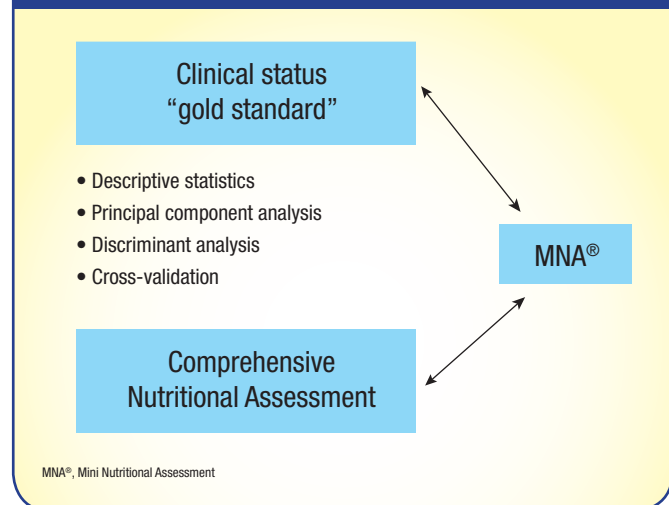 Clinical status
“gold standard”
• Descriptive statistics
• Principal component analysis
• Discriminant analysis
• Cross-validation
MNA®
Comprehensive
Nutritional Assessment
MNA®, Mini Nutritional Assessment